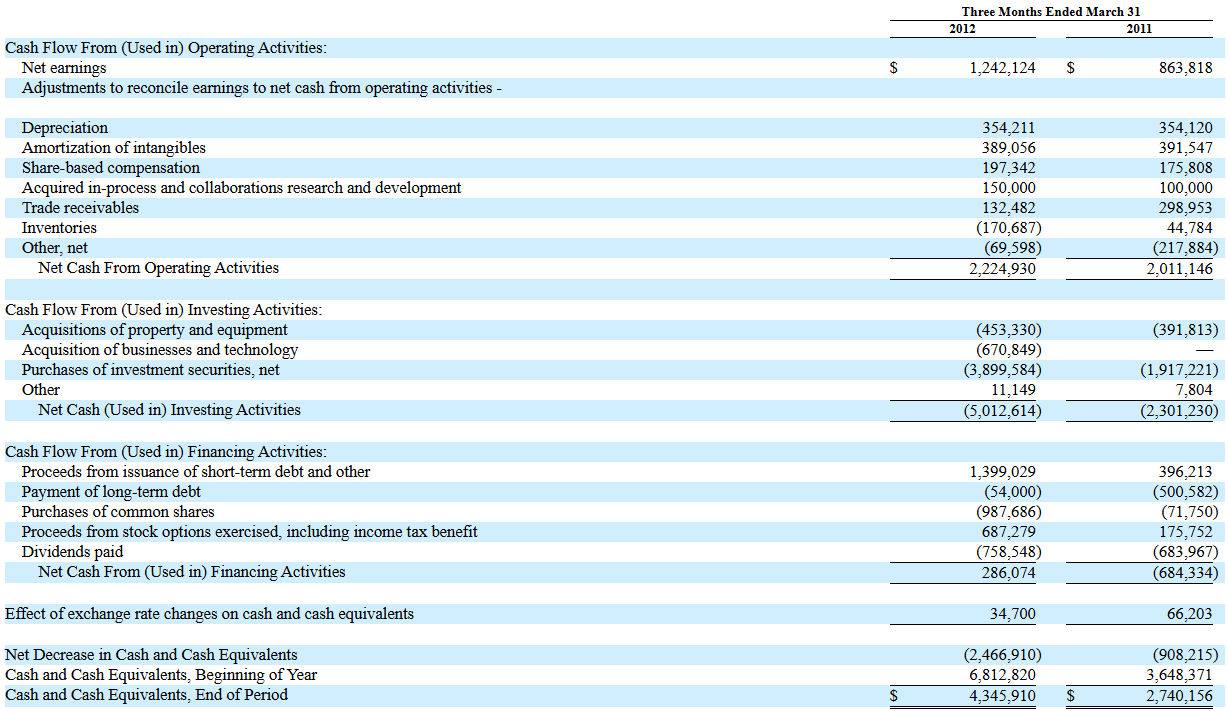 Three Months Ended March 31
2012 2011
Cash Flow From (Used in) Operating Activities:
Net earnings $ 1,242,124 $ 863,818
Adjustments to reconcile earnings to net cash from operating activities -
Depreciation 354,211 354,120
Amortization of intangibles 389,056 391,547
Share-based compensation 197,342 175,808
Acquired in-process and collaborations research and development 150,000 100,000
Trade receivables 132,482 298,953
Inventories (170,687) 44,784
Other, net (69,598) (217,884)
Net Cash From Operating Activities 2,224,930 2,011,146
Cash Flow From (Used in) Investing Activities:
Acquisitions of property and equipment (453,330) (391,813)
Acquisition of businesses and technology (670,849) —
Purchases of investment securities, net (3,899,584) (1,917,221)
Other 11,149 7,804
Net Cash (Used in) Investing Activities (5,012,614) (2,301,230)
Cash Flow From (Used in) Financing Activities:
Proceeds from issuance of short-term debt and other 1,399,029 396,213
Payment of long-term debt (54,000) (500,582)
Purchases of common shares (987,686) (71,750)
Proceeds from stock options exercised, including income tax benefit 687,279 175,752
Dividends paid (758,548) (683,967)
Net Cash From (Used in) Financing Activities 286,074 (684,334)
Effect of exchange rate changes on cash and cash equivalents 34,700 66,203
Net Decrease in Cash and Cash Equivalents (2,466,910) (908,215)
Cash and Cash Equivalents, Beginning of Year 6,812,820 3,648,371
Cash and Cash Equivalents, End of Period $ 4,345,910 $ 2,740,156